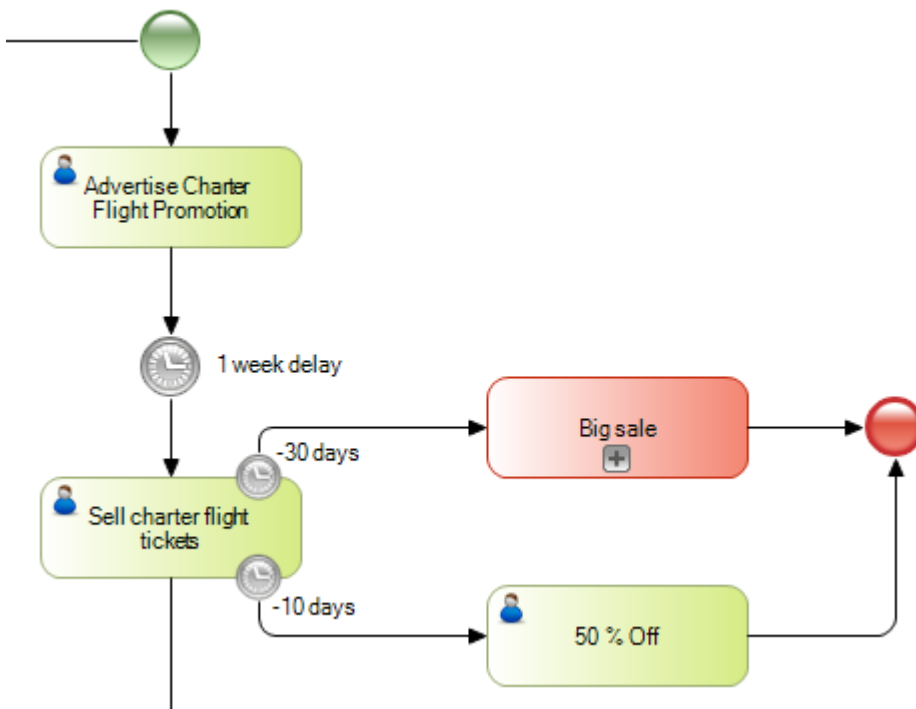 Advertise Charter
Flight Promotion
1 week delay
-30 days
Big sale
Sell charter flight
tickets
-10 days
50 % Off